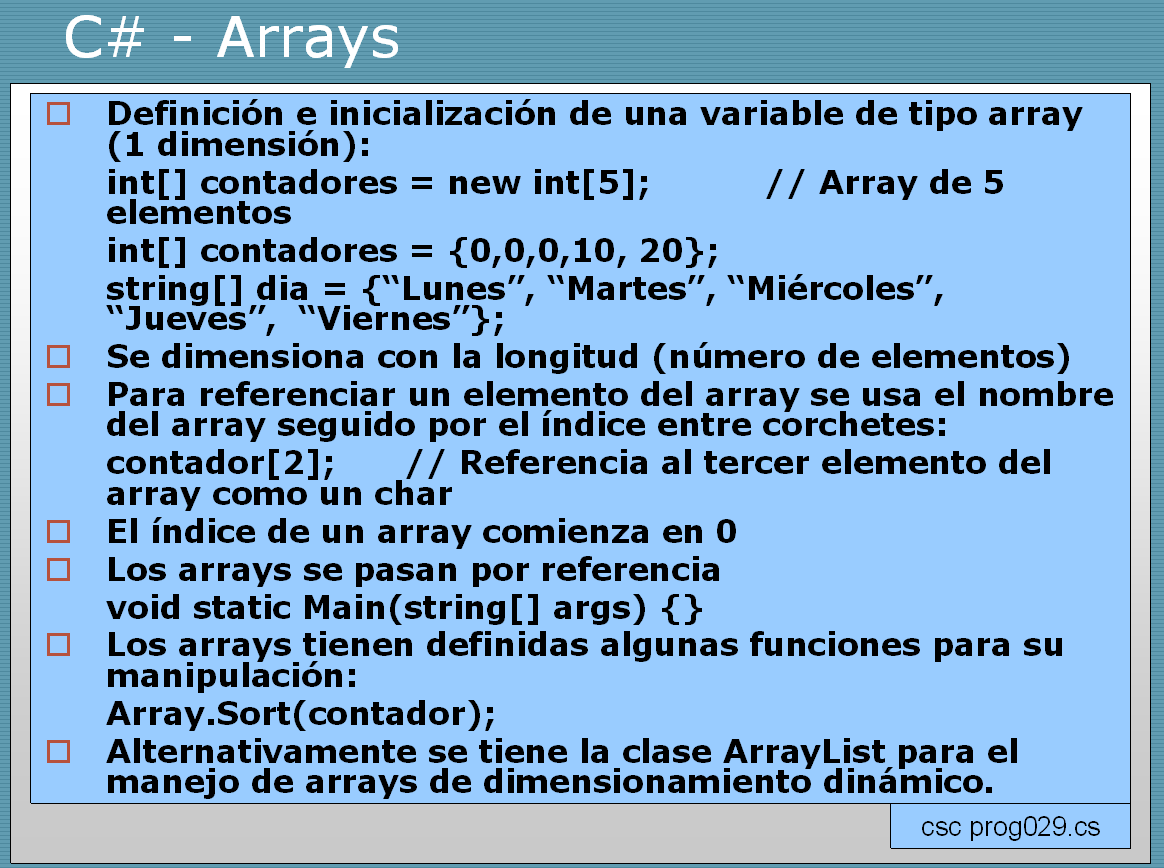 C# - Arrays
Definición e inicialización de una variable de tipo array
(1 dimensión):
int[] contadores = new int[5]; // Array de 5
elementos
int[] contadores = {0,0,0,10, 20};
string[] dia = {“Lunes”, “Martes”, “Miércoles”,
“Jueves”, “Viernes”};
Se dimensiona con la longitud (número de elementos)
Para referenciar un elemento del array se usa el nombre
del array seguido por el índice entre corchetes:
contador[2]; // Referencia al tercer elemento del
array como un char
El índice de un array comienza en 0
Los arrays se pasan por referencia
void static Main(string[] args) {}
Los arrays tienen definidas algunas funciones para su
manipulación:
Array.Sort(contador);
Alternativamente se tiene la clase ArrayList para el
manejo de arrays de dimensionamiento dinámico.
csc prog029.cs